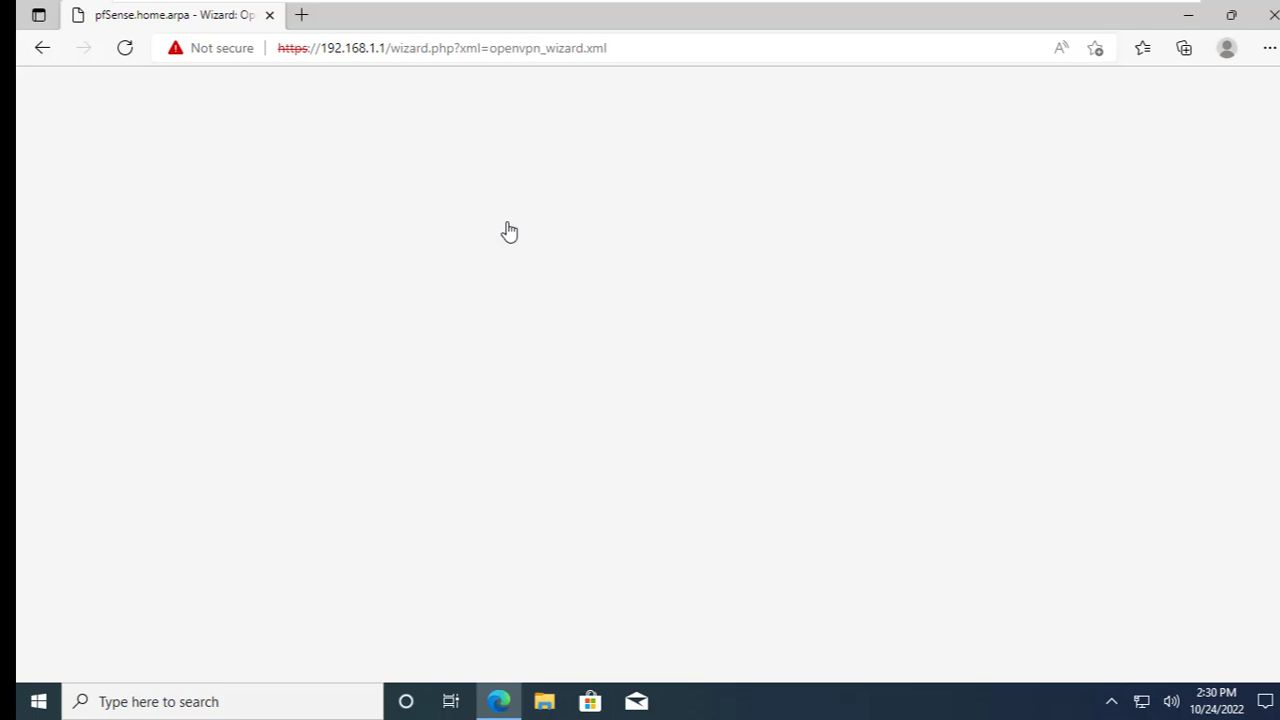 pfSense.home.arpa - Wizard: Op
Not secure
https://192.168.1.1/wizard.php?xml=openvpn_wizard.xml
Type here to search
2:30 PM
10/24/2022